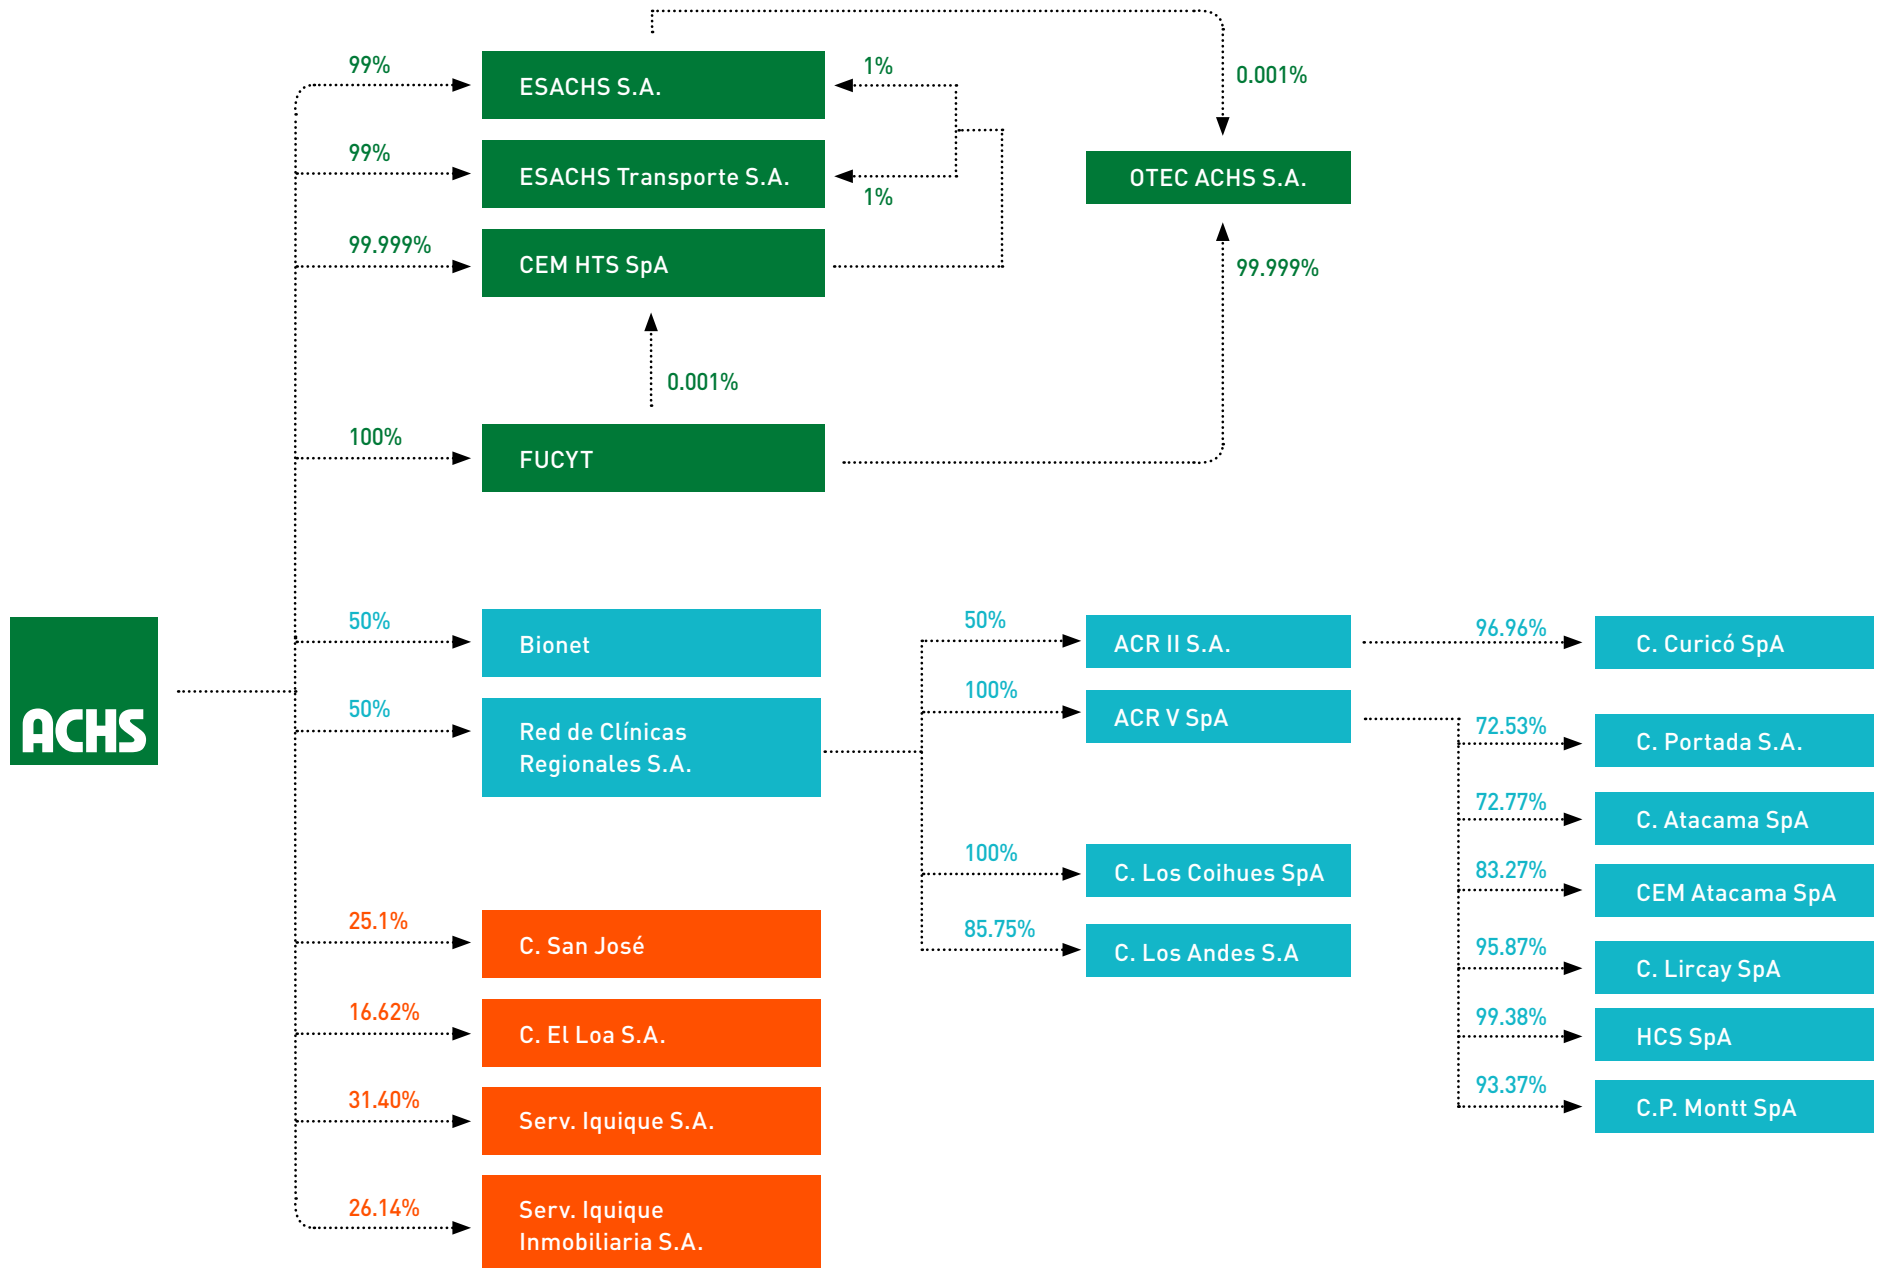 99%
ESACHS S.A.
1%
0.001%
99%
ESACHS Transporte S.A.
1%
OTEC ACHS S.A.
99.999%
CEM HTS SpA
99.999%
0.001%
100%
FUCYT
ACHS
50%
Bionet
50%
Red de Clínicas
Regionales S.A.
50%
ACR II S.A.
96.96%
C. Curicó SpA
100%
ACR V SpA
72.53%
C. Portada S.A.
72.77%
C. Atacama SpA
100%
C. Los Coihues SpA
83.27%
CEM Atacama SpA
85.75%
C. Los Andes S.A
95.87%
C. Lircay SpA
99.38%
HCS SpA
93.37%
C.P. Montt SpA
25.1%
C. San José
16.62%
C. El Loa S.A.
31.40%
Serv. Iquique S.A.
26.14%
Serv. Iquique
Inmobiliaria S.A.